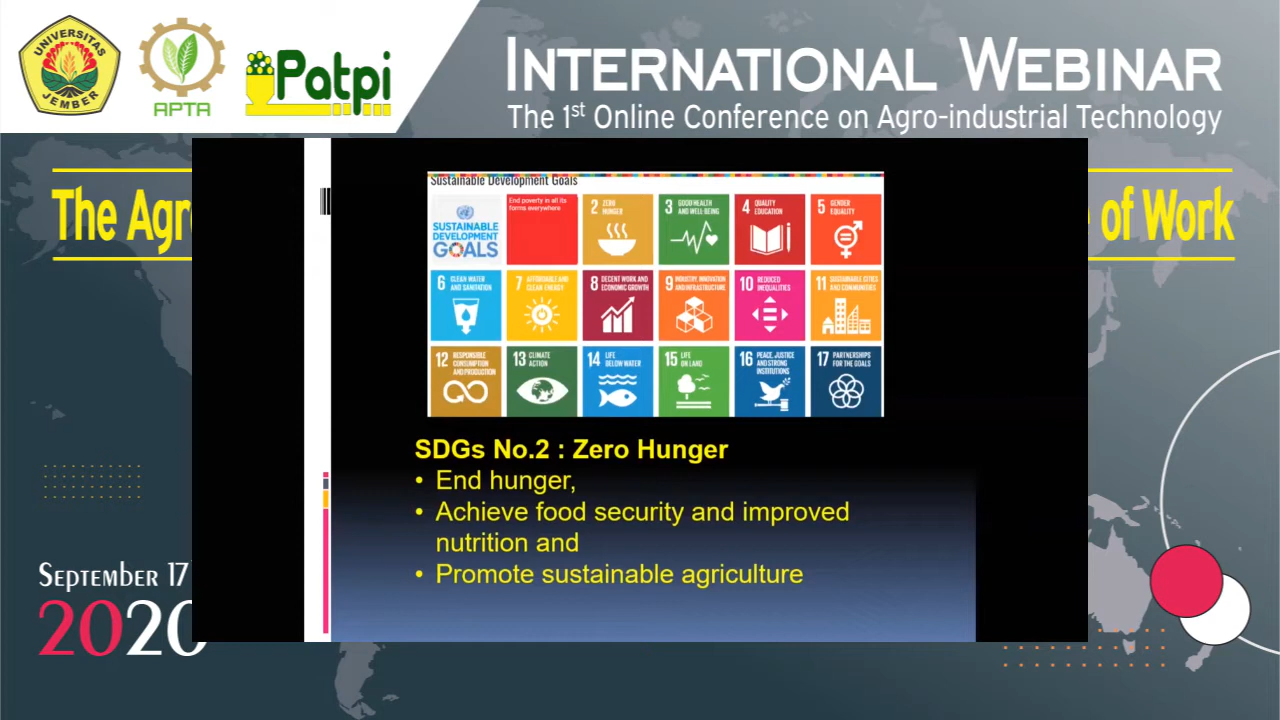 UNIVERSITAS
JEMBER
APTA
Patpi
INTERNATIONAL WEBINAR
The 1st Online Conference on Agro-industrial Technology
The Agr
of Work
Sustainable Development Goals
SUSTAINABLE
DEVELOPMENT
GOALS
End poverty in all its
forms everywhere
2 ZERO
HUNGER
3 GOOD HEALTH
AND WELL-BEING
4 QUALITY
EDUCATION
5 GENDER
EQUALITY
6 CLEAN WATER
AND SANITATION
7 AFFORDABLE AND
CLEAN ENERGY
8 DECENT WORK AND
ECONOMIC GROWTH
9 INDUSTRY, INNOVATION
AND INFRASTRUCTURE
10 REDUCED
INEQUALITIES
11 SUSTAINABLE CITIES
AND COMMUNITIES
12 RESPONSIBLE
CONSUMPTION
AND PRODUCTION
13 CLIMATE
ACTION
14 LIFE
BELOW WATER
15 LIFE
ON LAND
16 PEACE, JUSTICE
AND STRONG
INSTITUTIONS
17 PARTNERSHIPS
FOR THE GOALS
SDGs No.2 : Zero Hunger
• End hunger,
• Achieve food security and improved
nutrition and
• Promote sustainable agriculture
SEPTEMBER 17
2020